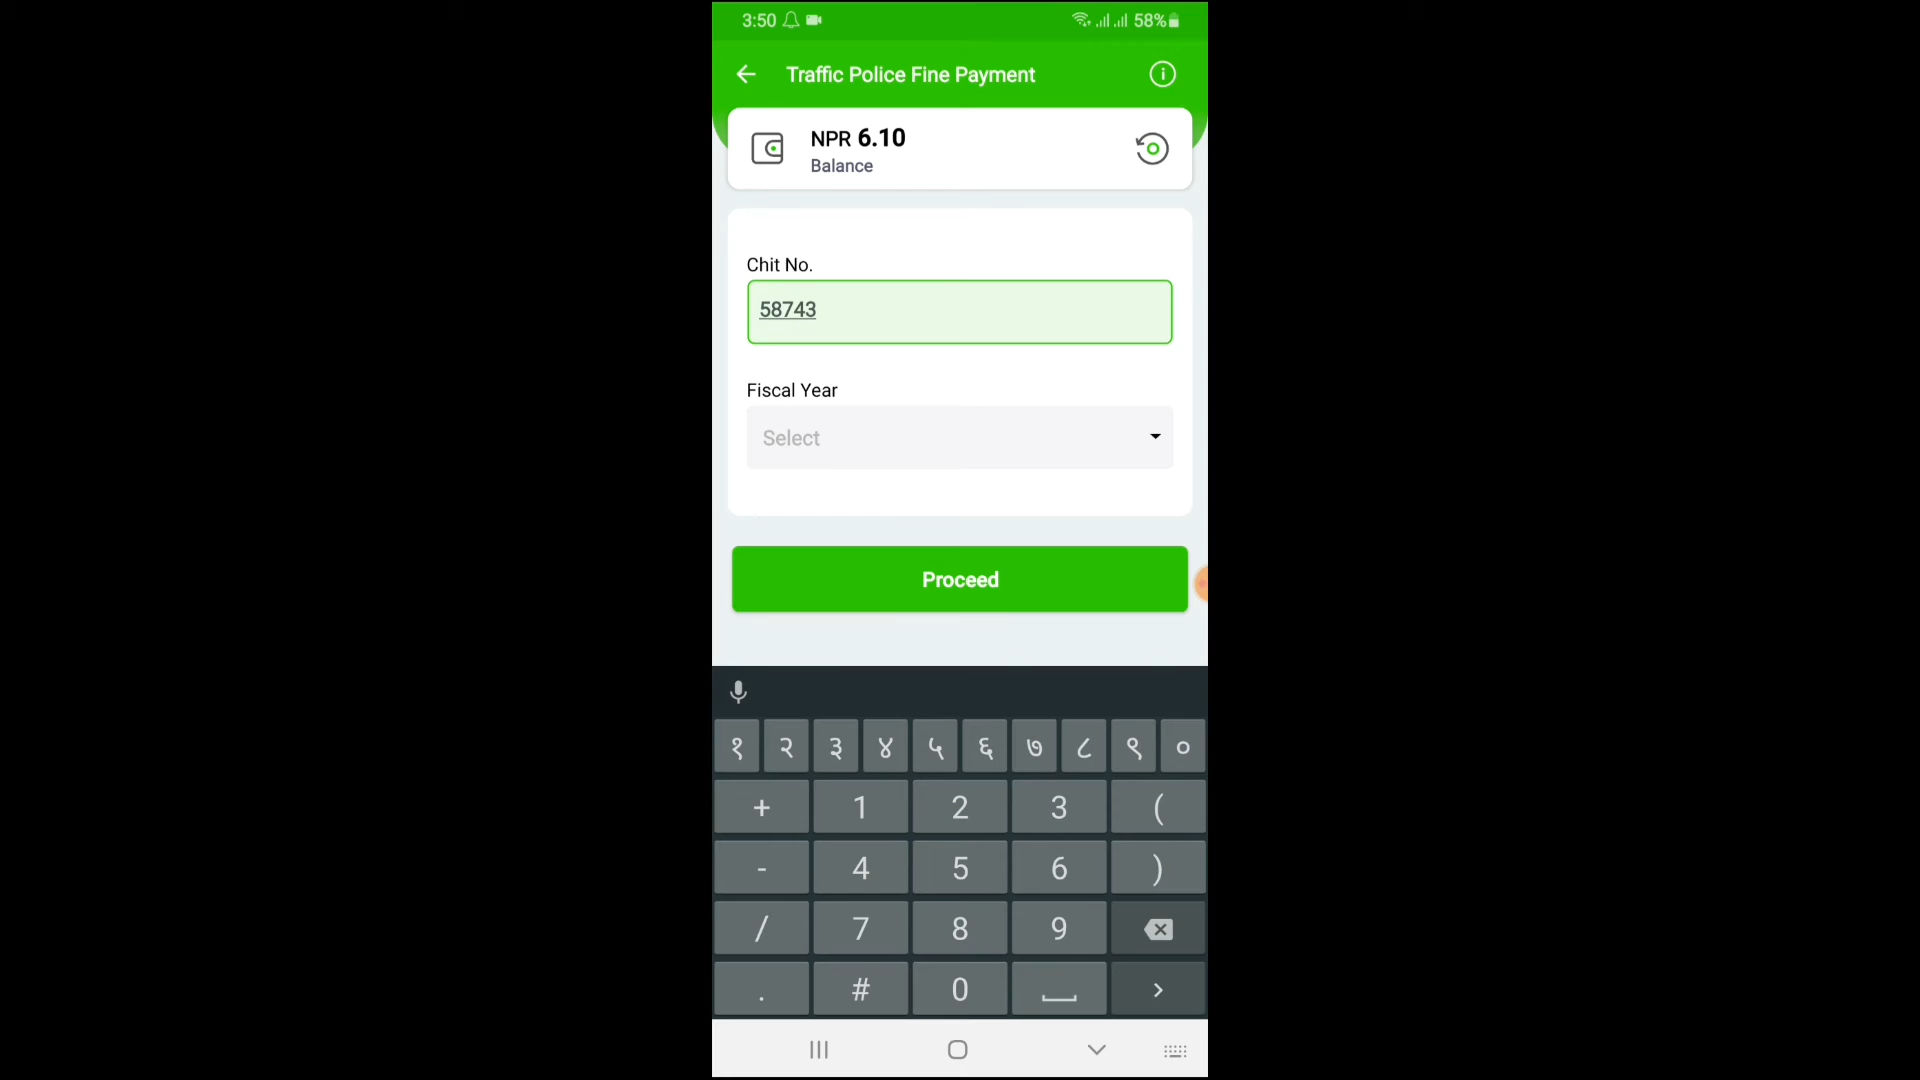 3:50 58%
Traffic Police Fine Payment
NPR 6.10
Balance
Chit No.
58743
Fiscal Year
Select
Proceed
१ २ ३ ४ ५ ६ ७ ८ ९ ०
+ 1 2 3 (
- 4 5 6 )
/ 7 8 9
. # 0